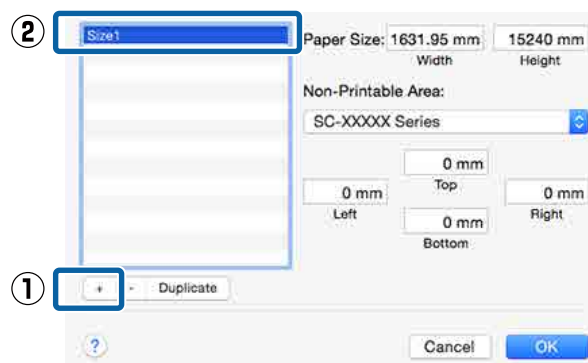 ② Size1
Paper Size: 1631.95 mm 15240 mm
Width Height
Non-Printable Area:
SC-XXXXX Series
0 mm
Top
0 mm 0 mm
Left Right
0 mm
Bottom
① + - Duplicate
? Cancel OK